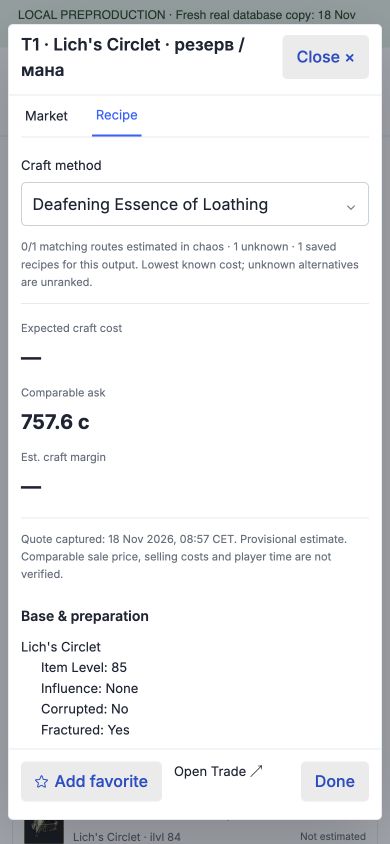 LOCAL PREPRODUCTION · Fresh real database copy: 18 Nov
T1 · Lich's Circlet · резерв /
мана
Close ×
Market
Recipe
Craft method
Deafening Essence of Loathing
0/1 matching routes estimated in chaos · 1 unknown · 1 saved
recipes for this output. Lowest known cost; unknown alternatives
are unranked.
Expected craft cost
—
Comparable ask
757.6 c
Est. craft margin
—
Quote captured: 18 Nov 2026, 08:57 CET. Provisional estimate.
Comparable sale price, selling costs and player time are not
verified.
Base & preparation
Lich's Circlet
Item Level: 85
Influence: None
Corrupted: No
Fractured: Yes
☆ Add favorite
Open Trade ↗
Done
Lich's Circlet · ilvl 84
Not estimated